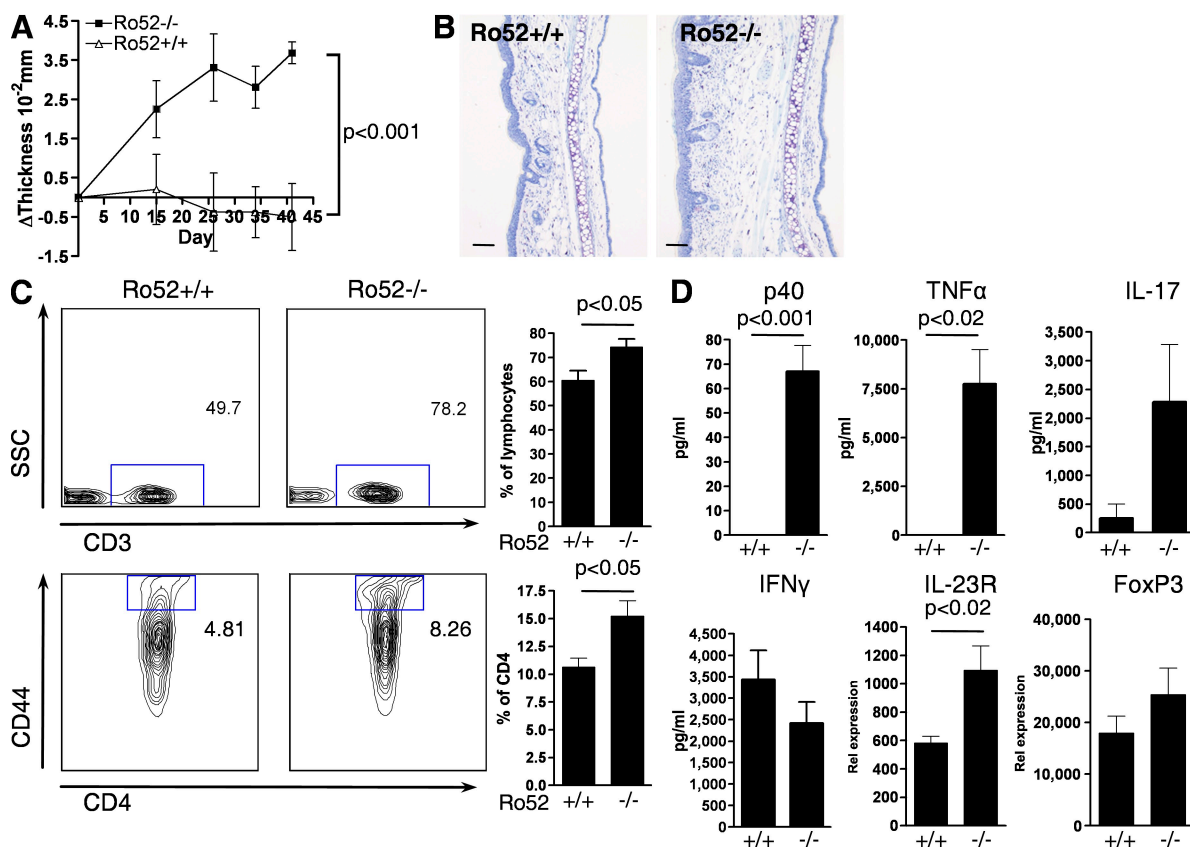 A
Ro52-/-
Ro52+/+
4.5
3.5
2.5
1.5
0.5
-0.5
-1.5
ΔThickness 10⁻²mm
5 10 15 20 25 30 35 40 45
Day
p<0.001
B
Ro52+/+
Ro52-/-
C
Ro52+/+
Ro52-/-
49.7
78.2
SSC
CD3
p<0.05
80
70
60
50
40
30
20
10
0
% of lymphocytes
Ro52 +/+ -/-
4.81
8.26
CD44
CD4
p<0.05
17.5
15.0
12.5
10.0
7.5
5.0
2.5
0.0
% of CD4
Ro52 +/+ -/-
D
p40
p<0.001
80
70
60
50
40
30
20
10
0
pg/ml
+/+ -/-
TNFα
p<0.02
10,000
7,500
5,000
2,500
0
pg/ml
+/+ -/-
IL-17
3,500
3,000
2,500
2,000
1,500
1,000
500
0
pg/ml
+/+ -/-
IFNγ
4,500
4,000
3,500
3,000
2,500
2,000
1,500
1,000
500
0
pg/ml
+/+ -/-
IL-23R
p<0.02
1400
1200
1000
800
600
400
200
0
Rel expression
+/+ -/-
FoxP3
40,000
30,000
20,000
10,000
0
Rel expression
+/+ -/-